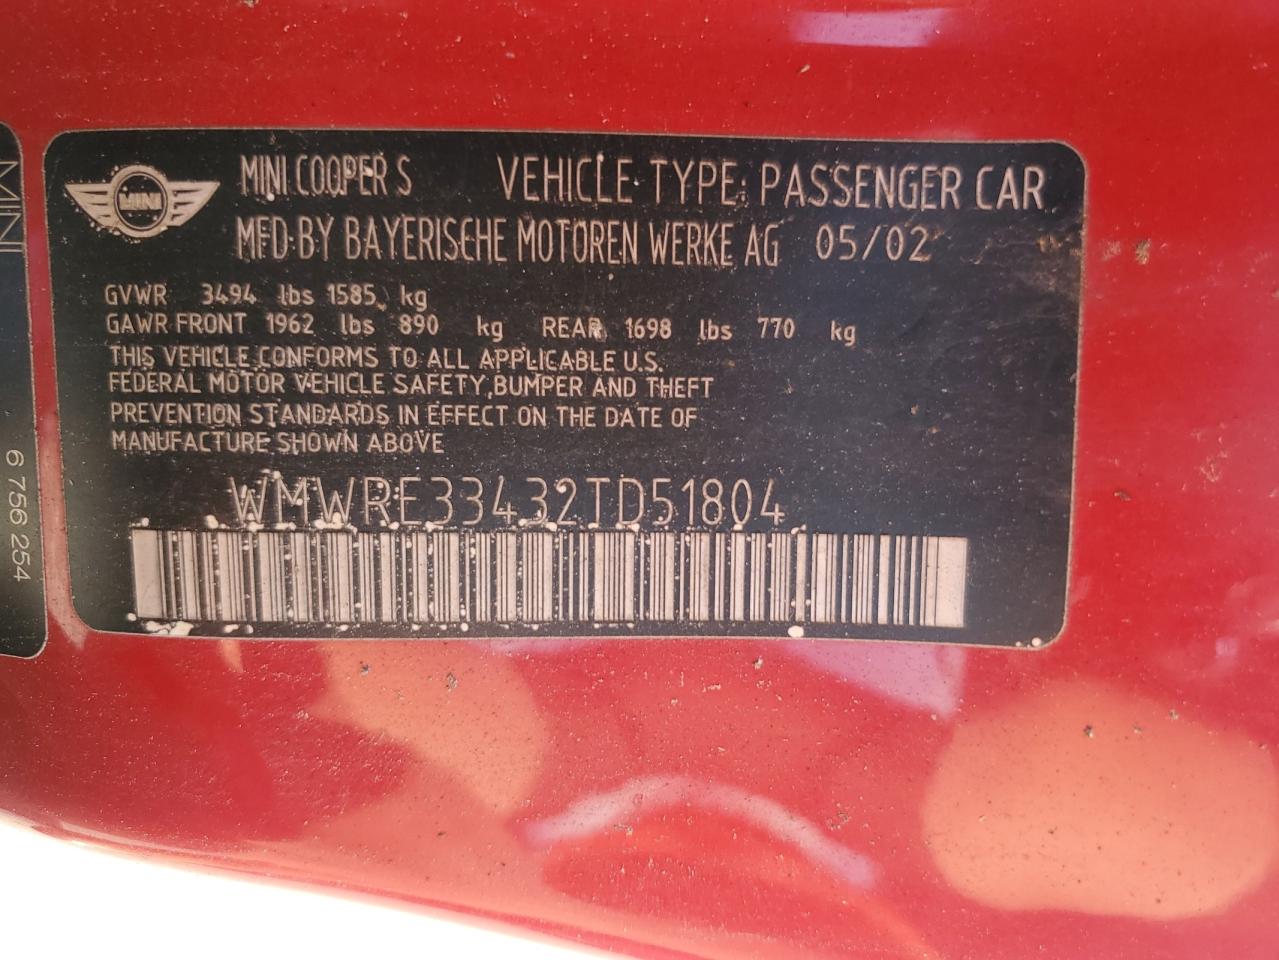 MINI
MINI COOPER S VEHICLE TYPE: PASSENGER CAR
MFD BY BAYERISCHE MOTOREN WERKE AG 05/02
GVWR 3494 lbs 1585 kg
GAWR FRONT 1962 lbs 890 kg REAR 1698 lbs 770 kg
THIS VEHICLE CONFORMS TO ALL APPLICABLE U.S.
FEDERAL MOTOR VEHICLE SAFETY, BUMPER AND THEFT
PREVENTION STANDARDS IN EFFECT ON THE DATE OF
MANUFACTURE SHOWN ABOVE
WMWRE33432TD51804
MINI
6 756 254